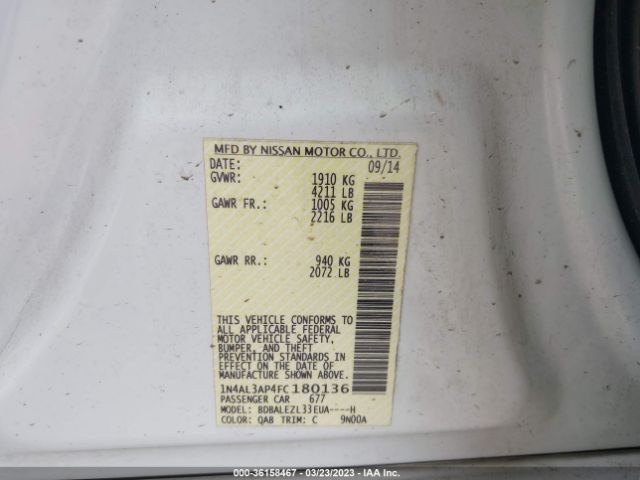 MFD BY NISSAN MOTOR CO., LTD.
DATE: 09/14
GVWR: 1910 KG
4211 LB
GAWR FR.: 1005 KG
2216 LB
GAWR RR.: 940 KG
2072 LB
THIS VEHICLE CONFORMS TO
ALL APPLICABLE FEDERAL
MOTOR VEHICLE SAFETY,
BUMPER, AND THEFT
PREVENTION STANDARDS
IN EFFECT ON THE DATE OF
MANUFACTURE SHOWN ABOVE.
1N4AL3AP4FC180136
PASSENGER CAR 677
MODEL: BDBALEZL33EUA----H
COLOR: QAB TRIM: C 9N00A
000-36158467 - 03/23/2023 - IAA Inc.